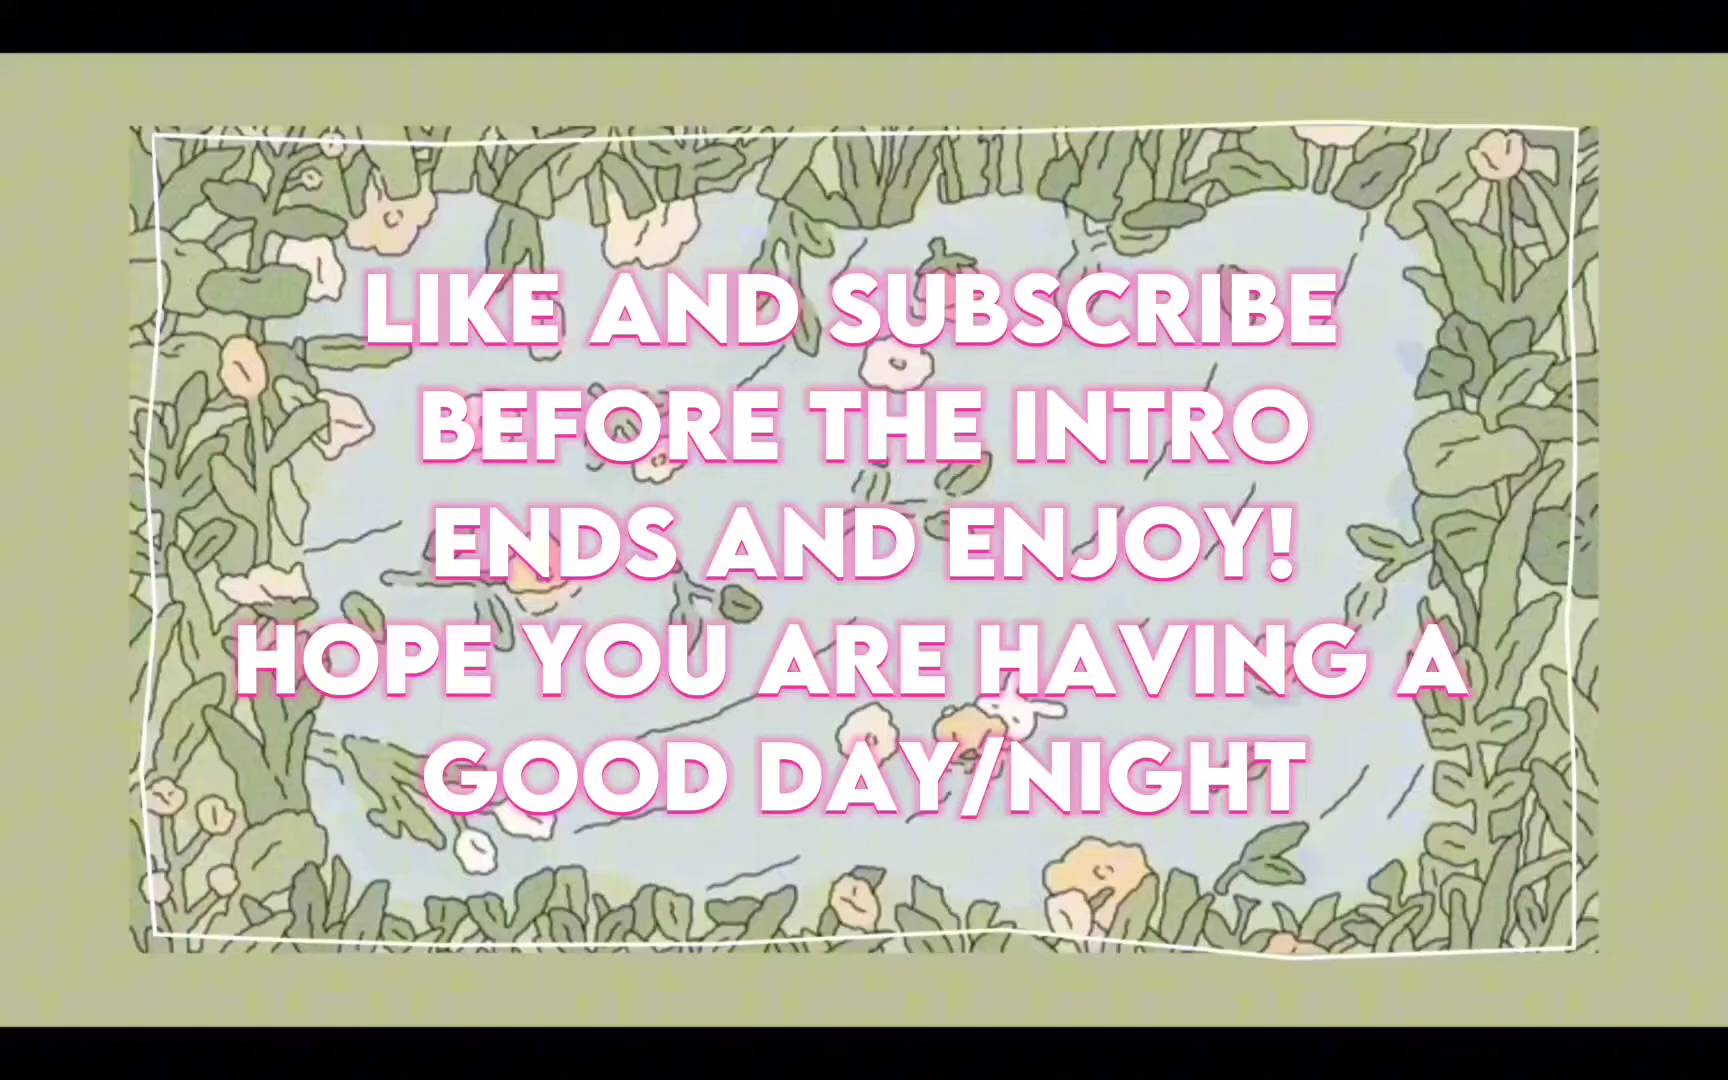 LIKE AND SUBSCRIBE
BEFORE THE INTRO
ENDS AND ENJOY!
HOPE YOU ARE HAVING A
GOOD DAY/NIGHT